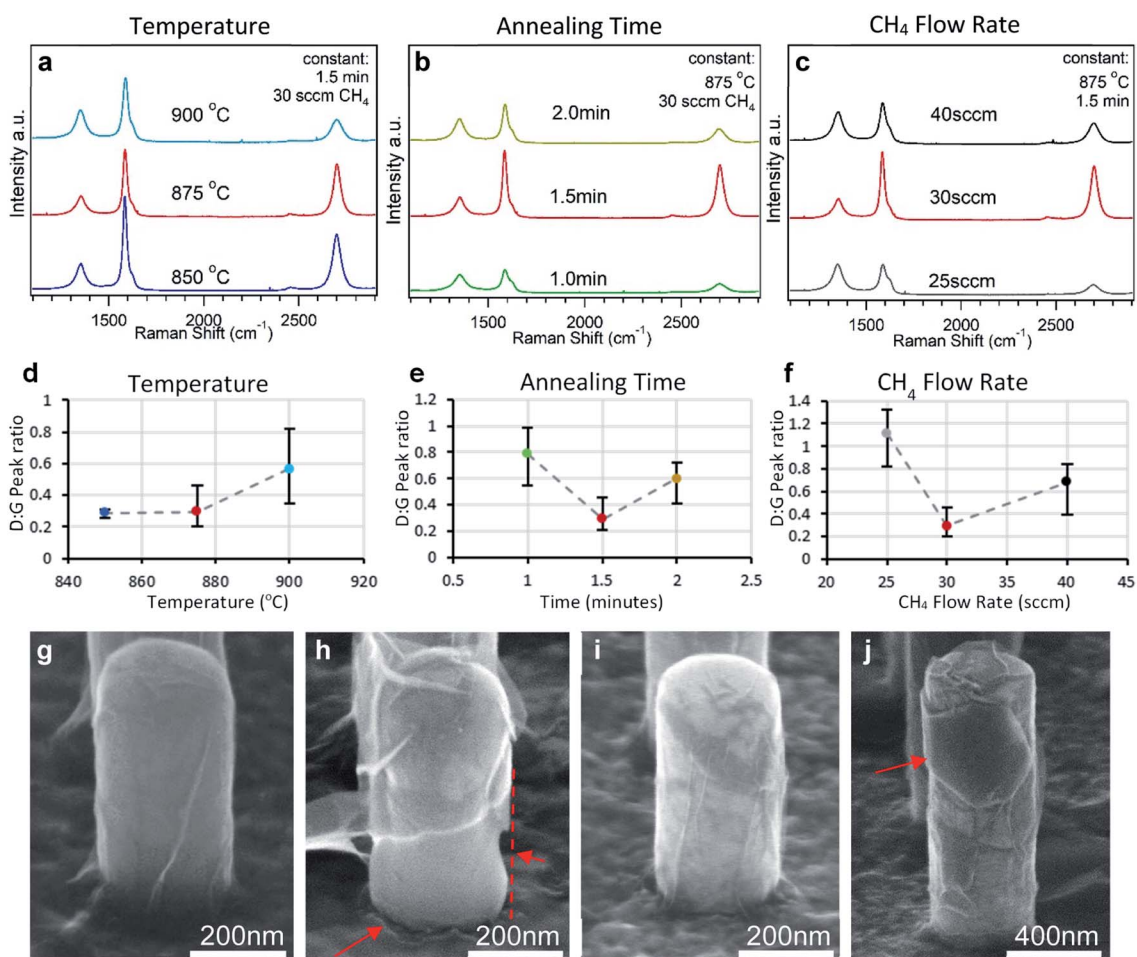 Temperature
Annealing Time
CH₄ Flow Rate
a
constant:
1.5 min
30 sccm CH₄
900 °C
875 °C
850 °C
Intensity a.u.
1500
2000
2500
Raman Shift (cm⁻¹)
b
constant:
875 °C
30 sccm CH₄
2.0min
1.5min
1.0min
Intensity a.u.
1500
2000
2500
Raman Shift (cm⁻¹)
c
constant:
875 °C
1.5 min
40sccm
30sccm
25sccm
Intensity a.u.
1500
2000
2500
Raman Shift (cm⁻¹)
d
Temperature
D:G Peak ratio
1
0.8
0.6
0.4
0.2
0
840
860
880
900
920
Temperature (°C)
e
Annealing Time
D:G Peak ratio
1.2
1
0.8
0.6
0.4
0.2
0
0.5
1
1.5
2
2.5
Time (minutes)
f
CH₄ Flow Rate
D:G Peak ratio
1.4
1.2
1
0.8
0.6
0.4
0.2
0
20
25
30
35
40
45
CH₄ Flow Rate (sccm)
g
200nm
h
200nm
i
200nm
j
400nm